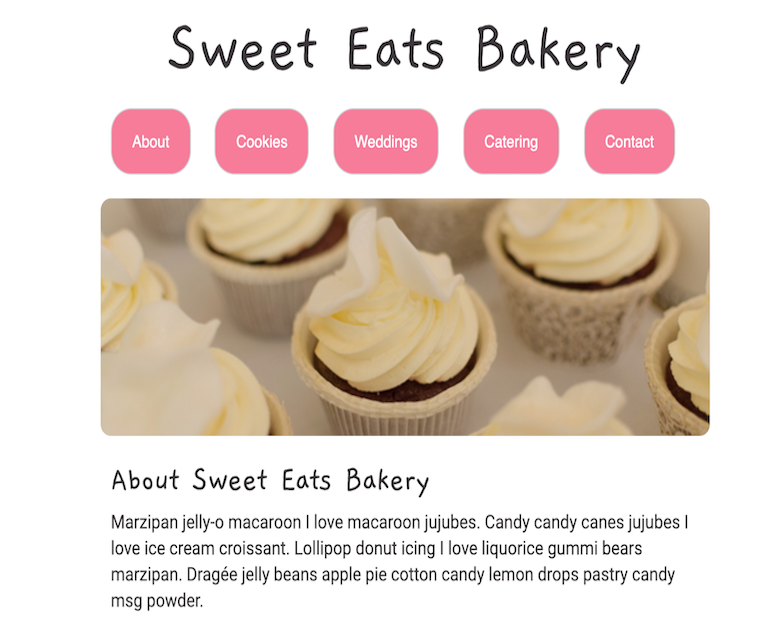 Sweet Eats Bakery
About Cookies Weddings Catering Contact
About Sweet Eats Bakery
Marzipan jelly-o macaroon I love macaroon jujubes. Candy candy canes jujubes I
love ice cream croissant. Lollipop donut icing I love liquorice gummi bears
marzipan. Dragée jelly beans apple pie cotton candy lemon drops pastry candy
msg powder.